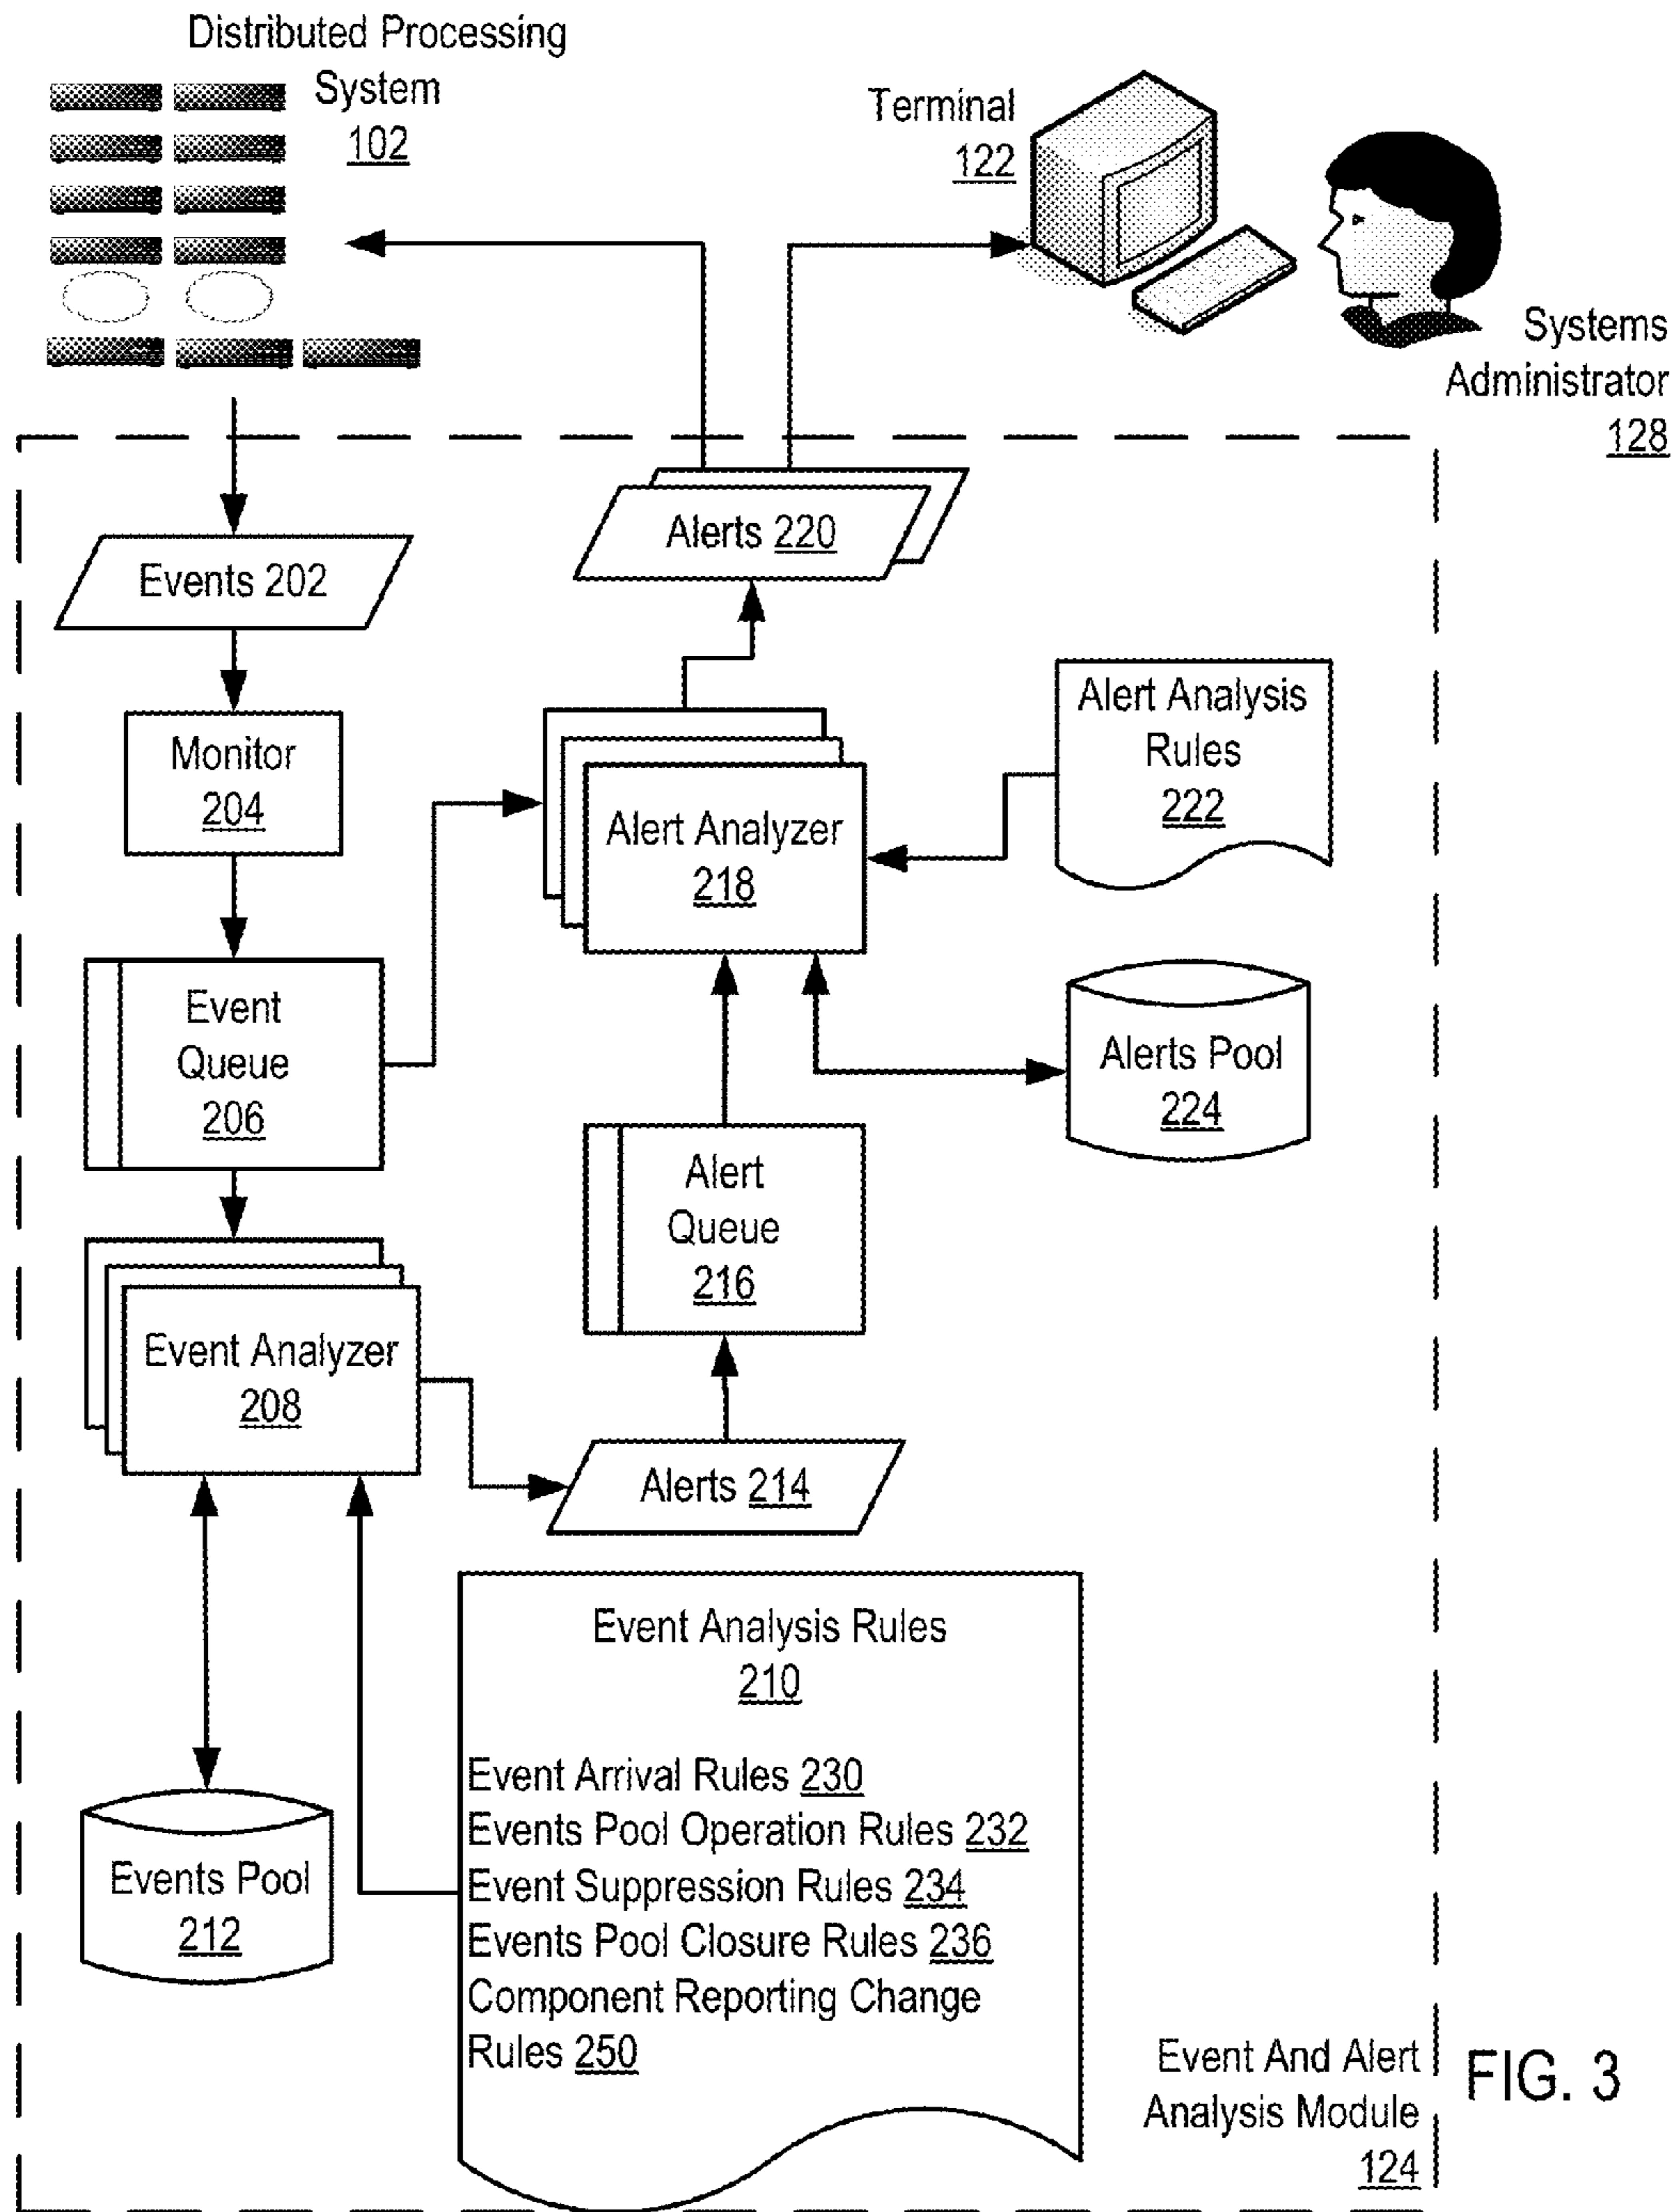 Distributed Processing
System
102
Terminal
122
Systems
Administrator
128
Alerts 220
Events 202
Monitor
204
Alert Analysis
Rules
222
Alert Analyzer
218
Event
Queue
206
Alerts Pool
224
Alert
Queue
216
Event Analyzer
208
Alerts 214
Event Analysis Rules
210
Event Arrival Rules 230
Events Pool Operation Rules 232
Event Suppression Rules 234
Events Pool Closure Rules 236
Component Reporting Change
Rules 250
Events Pool
212
Event And Alert
Analysis Module
124
FIG. 3